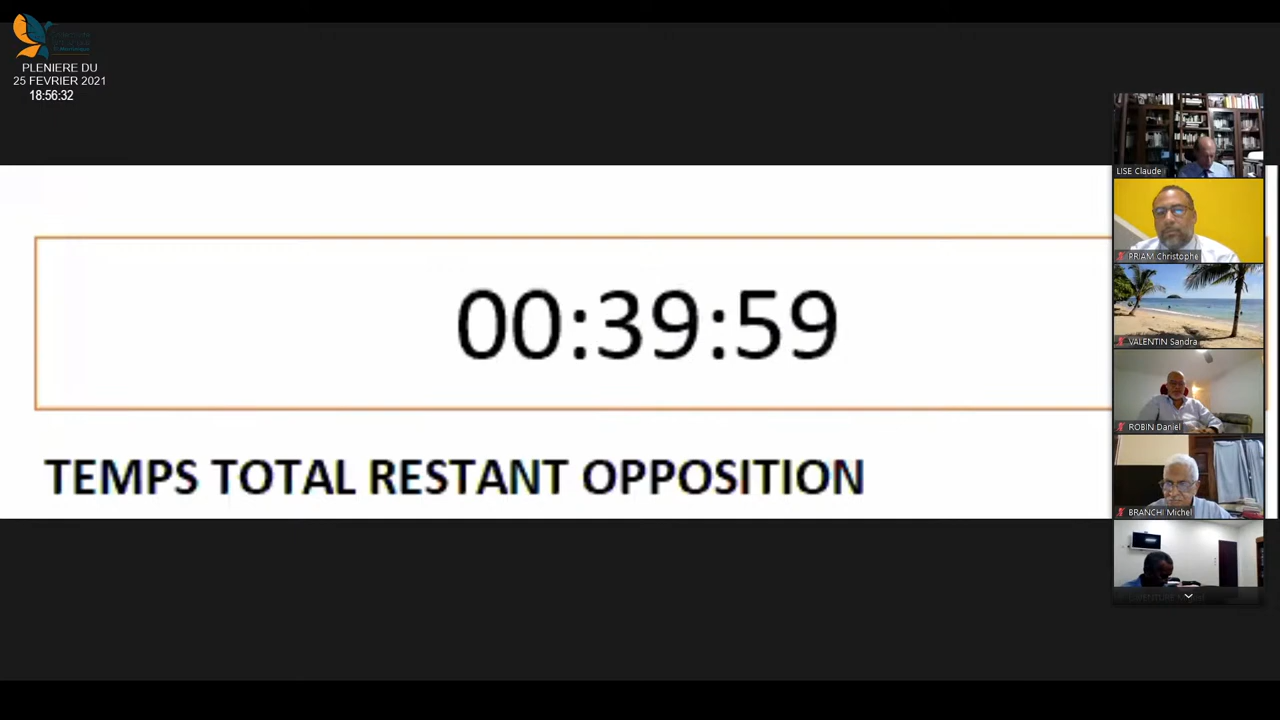 PLENIERE DU
25 FEVRIER 2021
18:56:32
00:39:59
TEMPS TOTAL RESTANT OPPOSITION
LISE Claude
PRIAM Christophe
VALENTIN Sandra
ROBIN Daniel
BRANCHI Michel